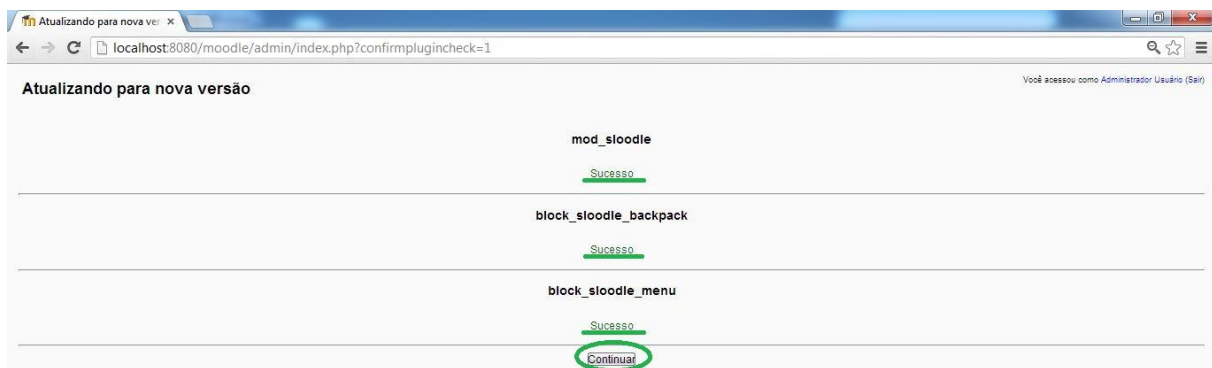 Atualizando para nova ver
localhost:8080/moodle/admin/index.php?confirmplugincheck=1
Você acessou como Administrador Usuário (Sair)
Atualizando para nova versão
mod_sloodle
Sucesso
block_sloodle_backpack
Sucesso
block_sloodle_menu
Sucesso
Continuar